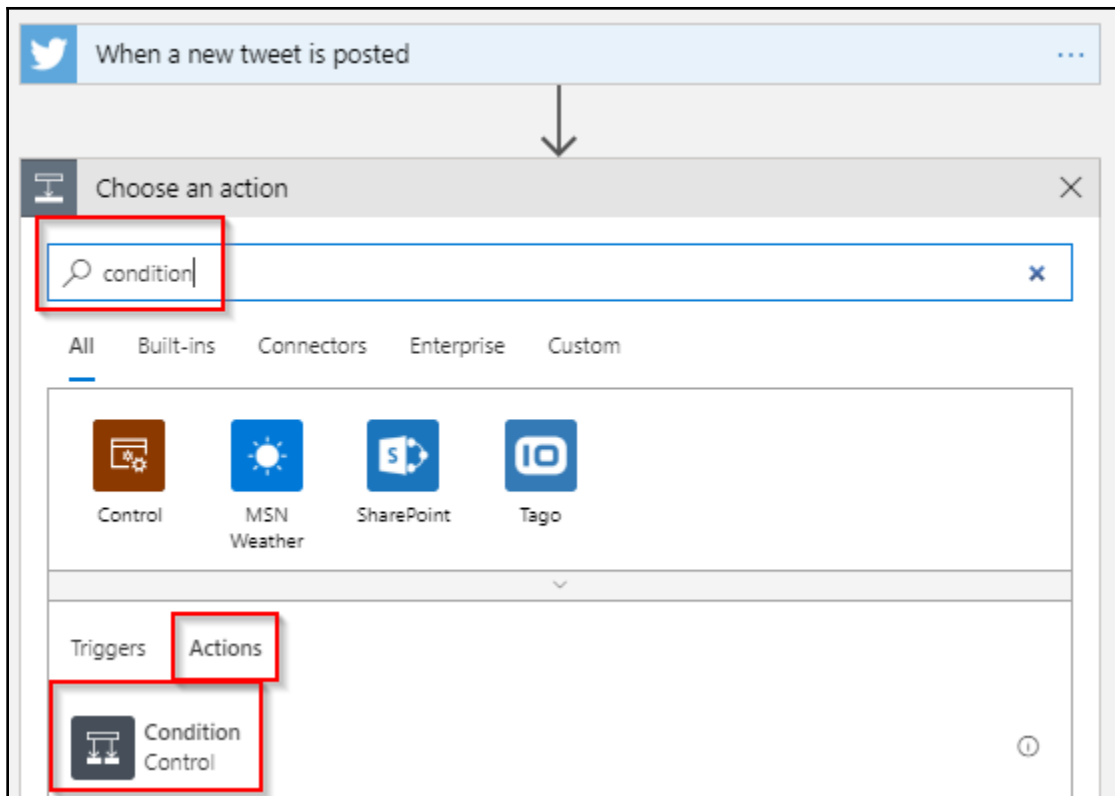 When a new tweet is posted
Choose an action
condition
All Built-ins Connectors Enterprise Custom
S
Control MSN SharePoint Tago
Weather
Triggers Actions
Condition
Control